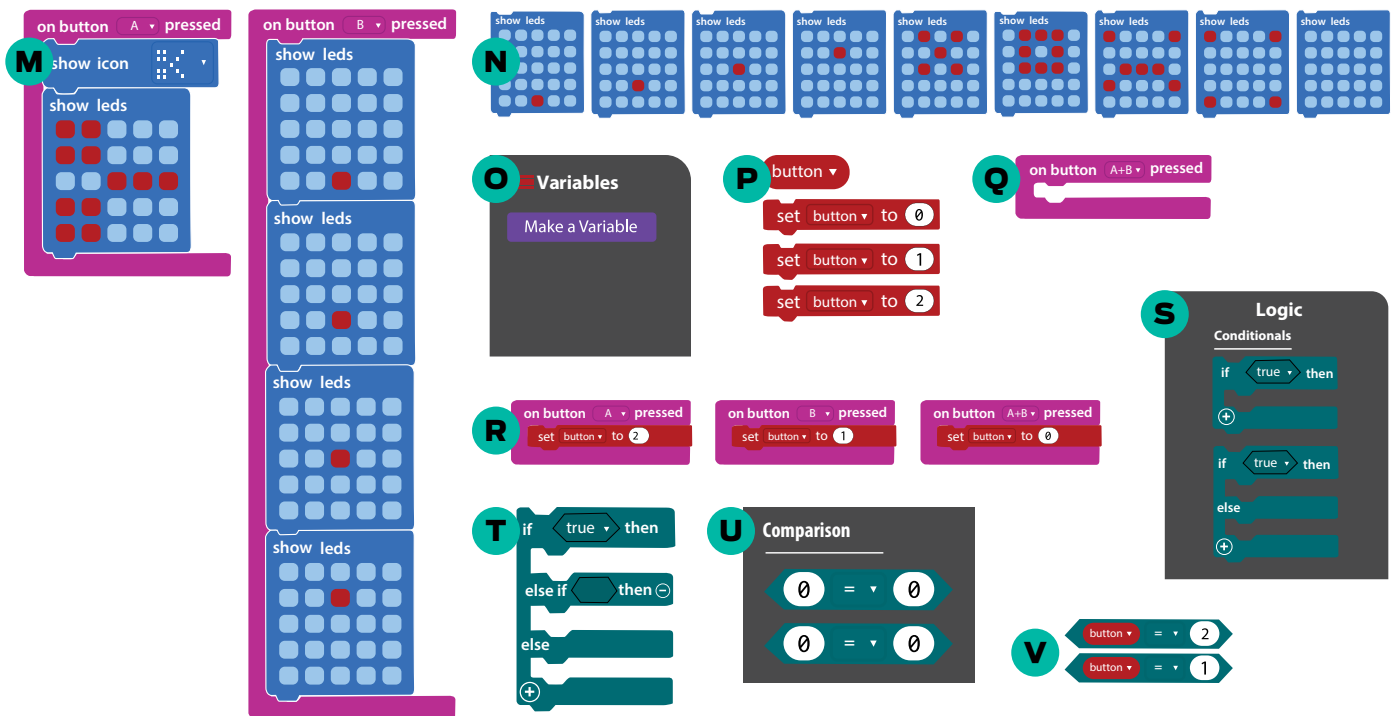 M
on button A pressed
show icon
show leds
on button B pressed
show leds
show leds
show leds
show leds
N
show leds show leds show leds show leds show leds show leds show leds show leds show leds
O
Variables
Make a Variable
P
button
set button to 0
set button to 1
set button to 2
Q
on button A+B pressed
R
on button A pressed
set button to 2
on button B pressed
set button to 1
on button A+B pressed
set button to 0
S
Logic
Conditionals
if true then
if true then
else
T
if true then
else if then
else
U
Comparison
0 = 0
0 = 0
V
button = 2
button = 1